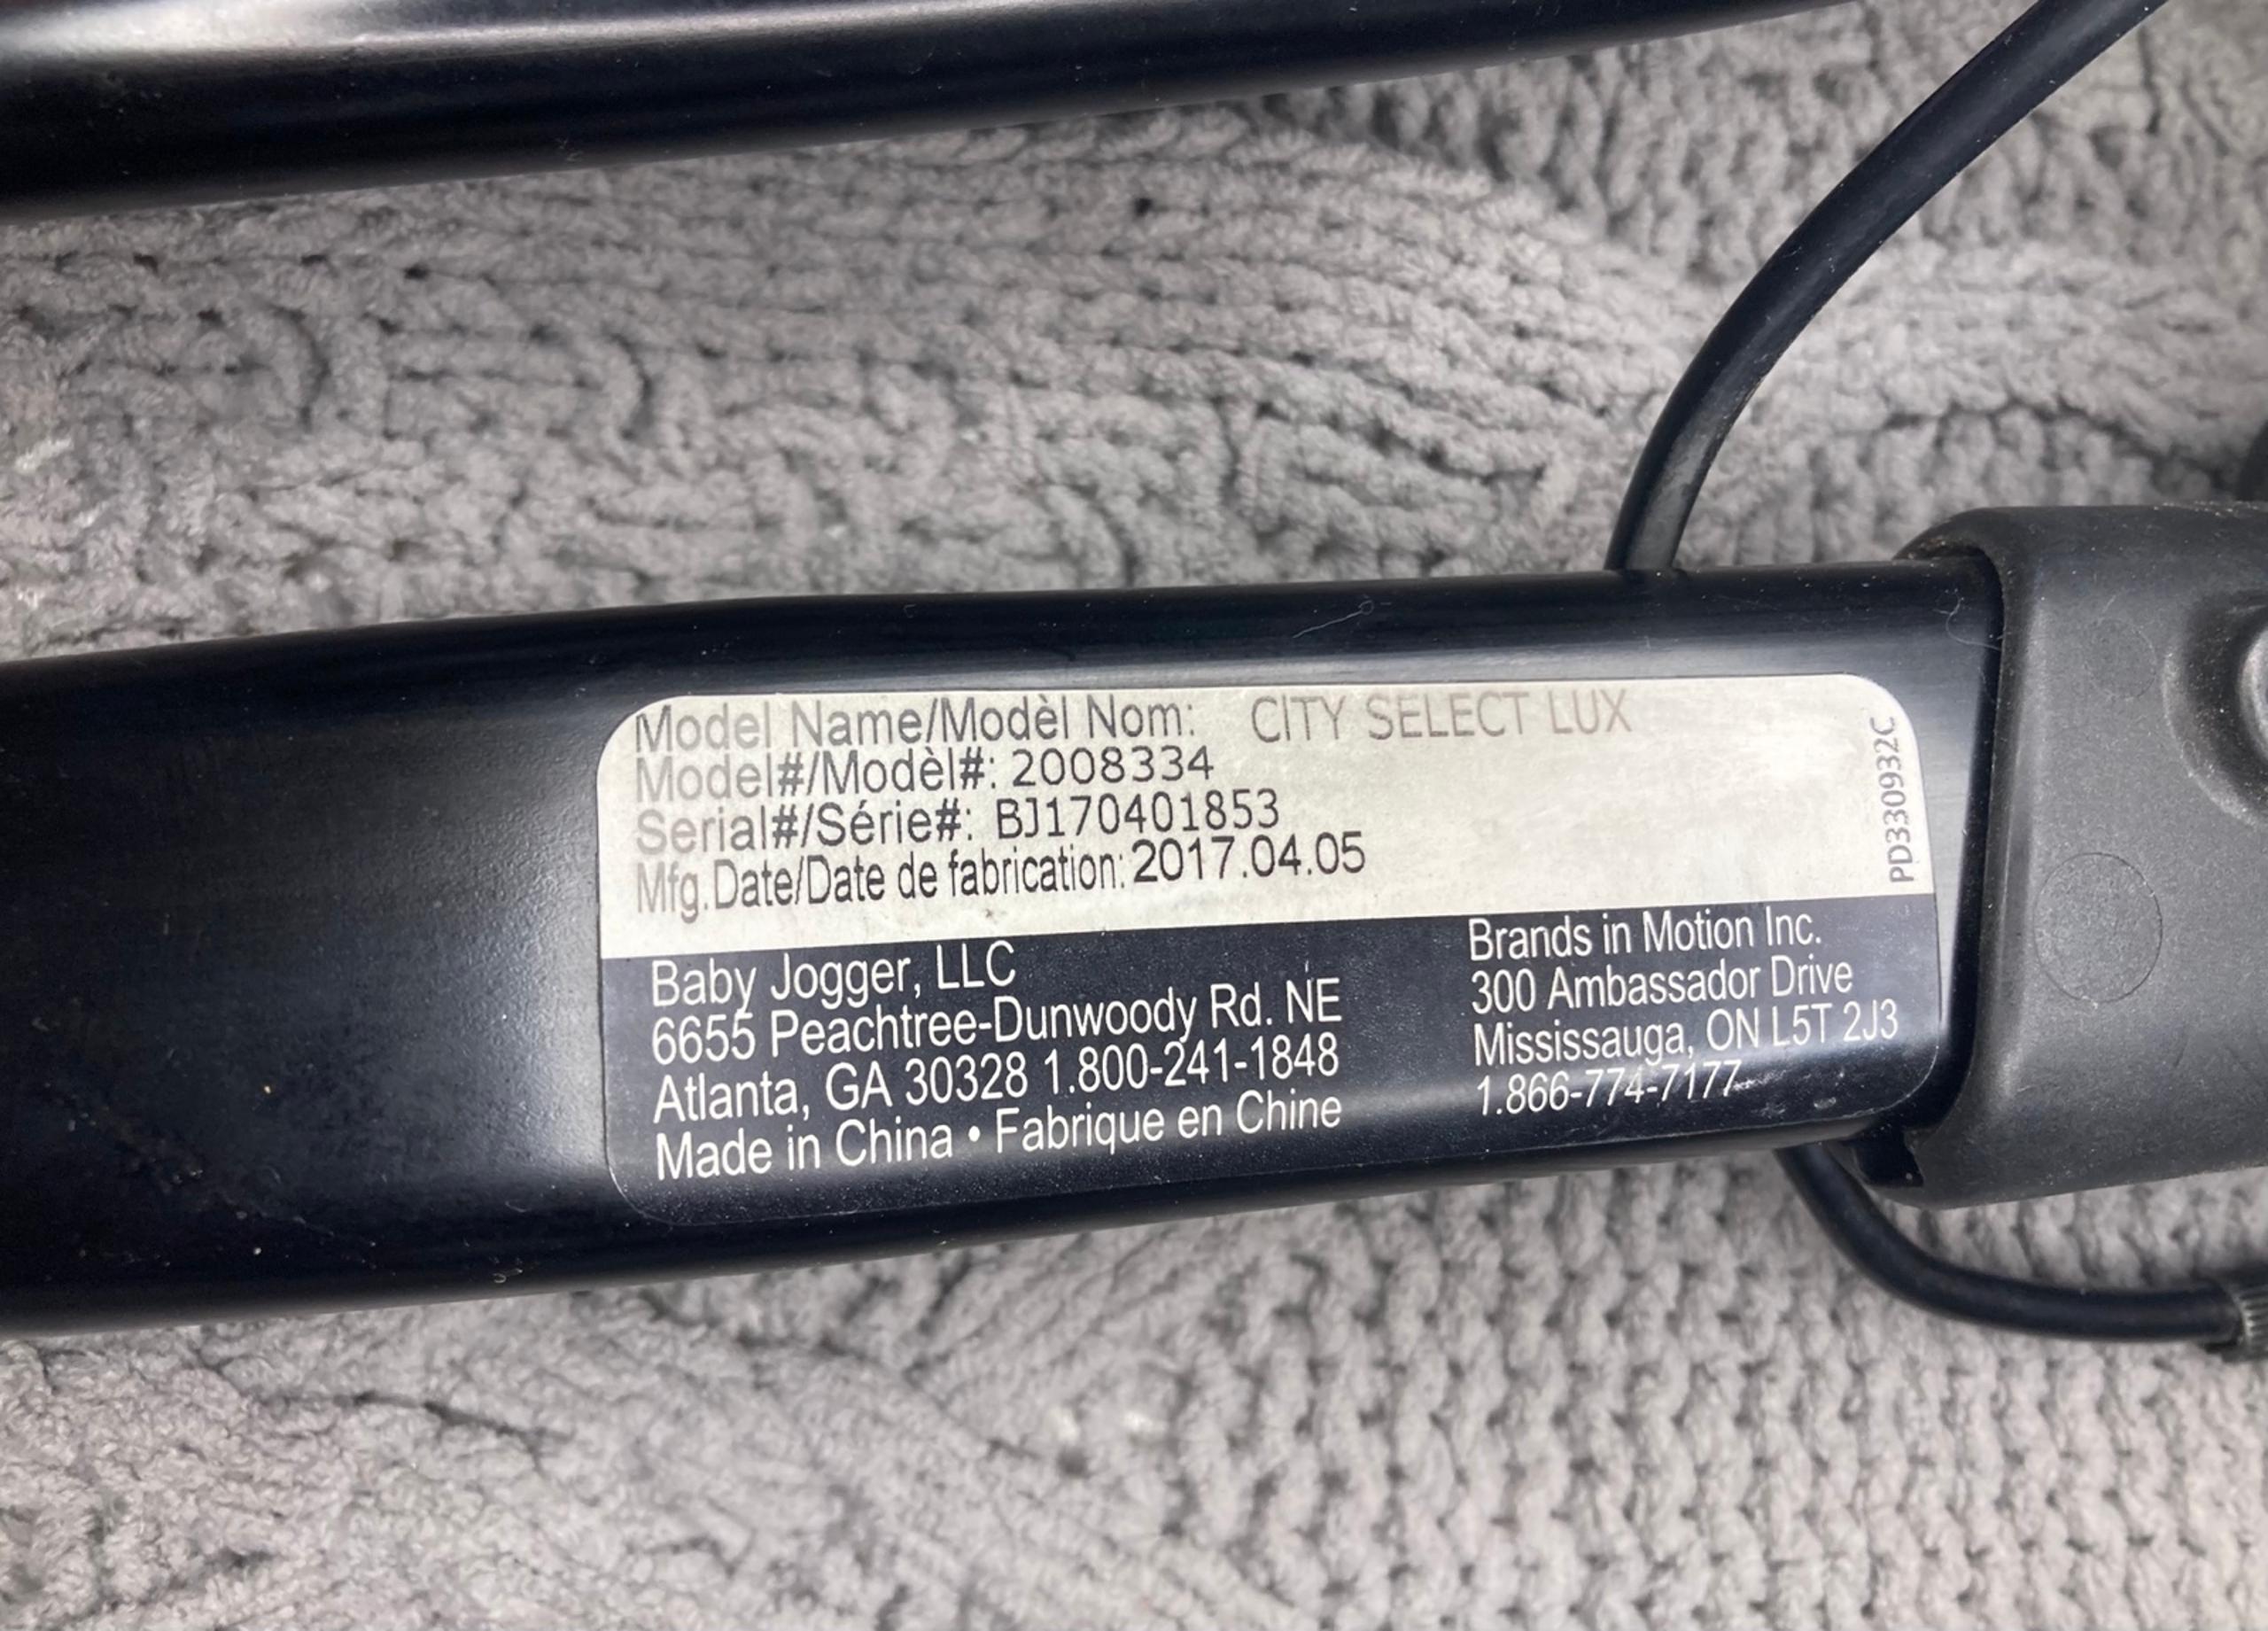 Model Name/Modèl Nom: CITY SELECT LUX
Model#/Modèl#: 2008334
Serial#/Série#: BJ170401853
Mfg.Date/Date de fabrication: 2017.04.05
PD330932C
Baby Jogger, LLC
6655 Peachtree-Dunwoody Rd. NE
Atlanta, GA 30328 1.800-241-1848
Made in China • Fabrique en Chine
Brands in Motion Inc.
300 Ambassador Drive
Mississauga, ON L5T 2J3
1.866-774-7177